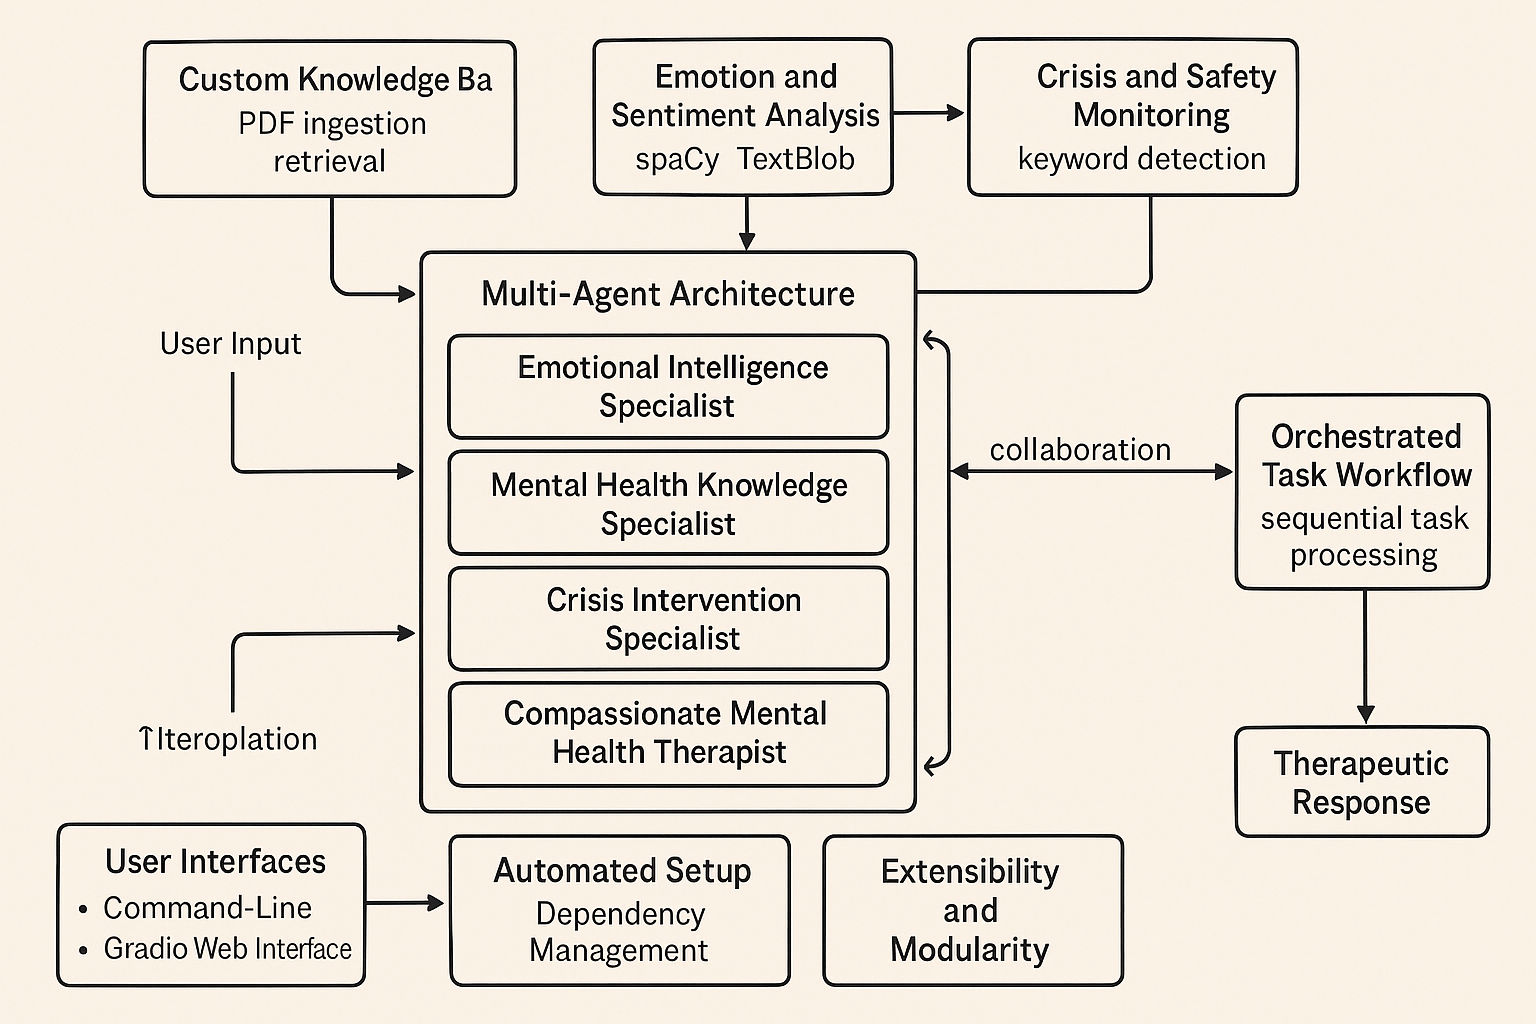 Custom Knowledge Ba
PDF ingestion
retrieval
Emotion and
Sentiment Analysis
spaCy TextBlob
Crisis and Safety
Monitoring
keyword detection
Multi-Agent Architecture
User Input
Emotional Intelligence
Specialist
Mental Health Knowledge
Specialist
Crisis Intervention
Specialist
Compassionate Mental
Health Therapist
collaboration
Orchestrated
Task Workflow
sequential task
processing
↑Iteroplation
Therapeutic
Response
User Interfaces
• Command-Line
• Gradio Web Interface
Automated Setup
Dependency
Management
Extensibility
and
Modularity